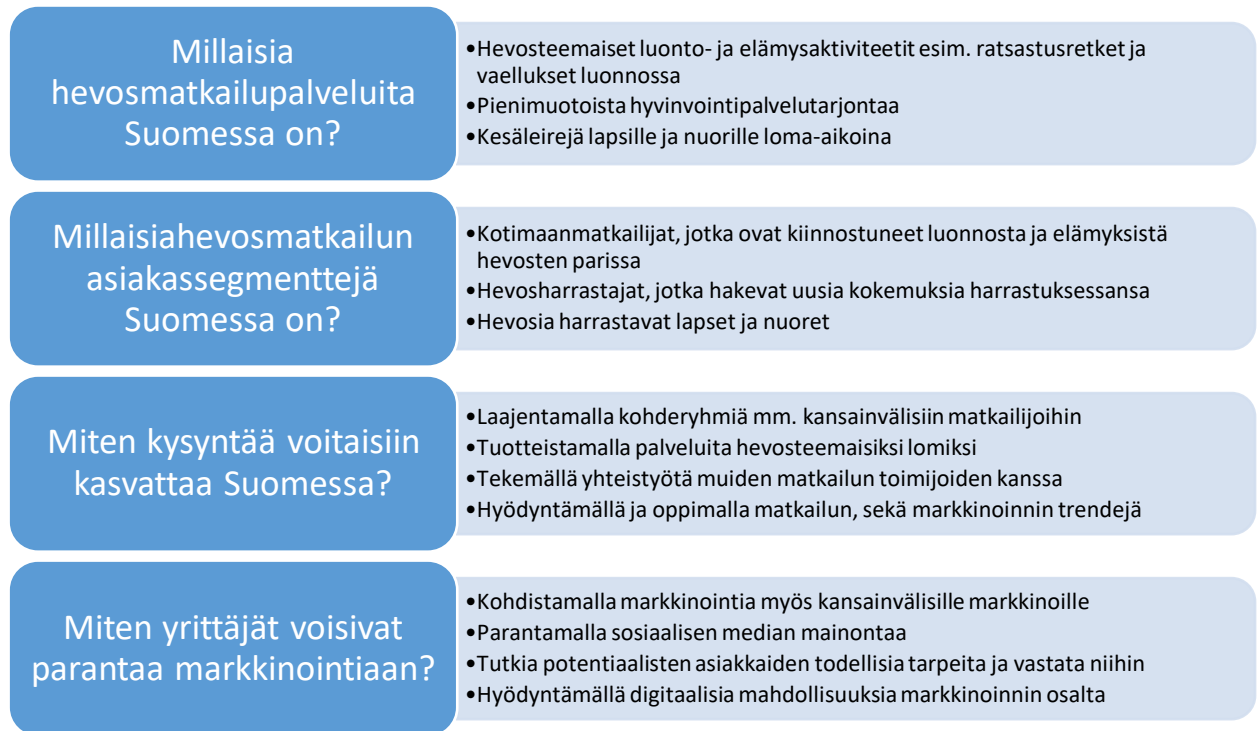 Millaisia
hevosmatkailupalveluita
Suomessa on?
•Hevosteemaiset luonto- ja elämysaktiviteetit esim. ratsastusretket ja
vaellukset luonnossa
•Pienimuotoista hyvinvointipalvelutarjontaa
•Kesäleirejä lapsille ja nuorille loma-aikoina
Millaisiahevosmatkailun
asiakassegmenttejä
Suomessa on?
•Kotimaanmatkailijat, jotka ovat kiinnostuneet luonnosta ja elämyksistä
hevosten parissa
•Hevosharrastajat, jotka hakevat uusia kokemuksia harrastuksessansa
•Hevosia harrastavat lapset ja nuoret
Miten kysyntää voitaisiin
kasvattaa Suomessa?
•Laajentamalla kohderyhmiä mm. kansainvälisiin matkailijoihin
•Tuotteistamalla palveluita hevosteemaisiksi lomiksi
•Tekemällä yhteistyötä muiden matkailun toimijoiden kanssa
•Hyödyntämällä ja oppimalla matkailun, sekä markkinoinnin trendejä
Miten yrittäjät voisivat
parantaa markkinointiaan?
•Kohdistamalla markkinointia myös kansainvälisille markkinoille
•Parantamalla sosiaalisen median mainontaa
•Tutkia potentiaalisten asiakkaiden todellisia tarpeita ja vastata niihin
•Hyödyntämällä digitaalisia mahdollisuuksia markkinoinnin osalta